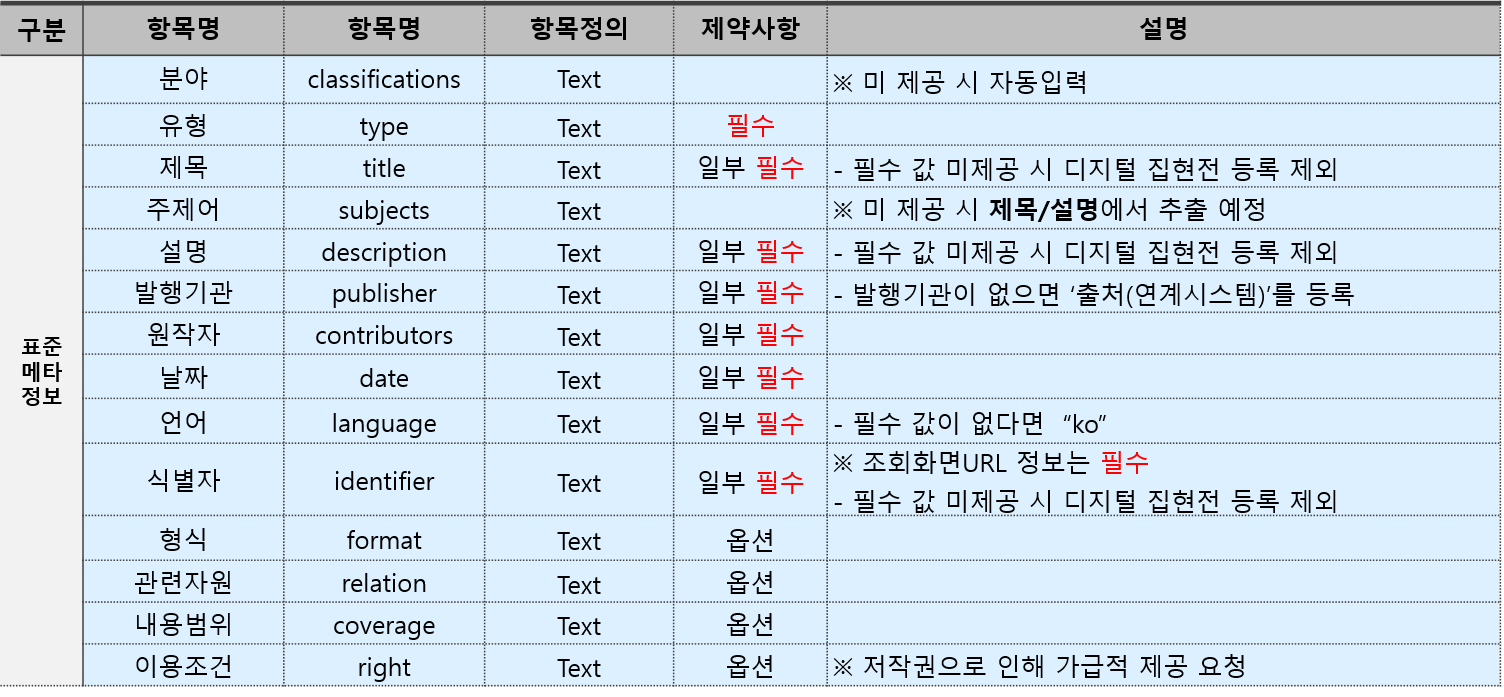 구분 항목명 항목명 항목정의 제약사항 설명
분야 classifications Text ※ 미 제공 시 자동입력
유형 type Text 필수
제목 title Text 일부 필수 - 필수 값 미제공 시 디지털 집현전 등록 제외
주제어 subjects Text ※ 미 제공 시 제목/설명에서 추출 예정
설명 description Text 일부 필수 - 필수 값 미제공 시 디지털 집현전 등록 제외
발행기관 publisher Text 일부 필수 - 발행기관이 없으면 ‘출처(연계시스템)’를 등록
원작자 contributors Text 일부 필수
표준
메타
정보
날짜 date Text 일부 필수
언어 language Text 일부 필수 - 필수 값이 없다면 “ko”
식별자 identifier Text 일부 필수 ※ 조회화면URL 정보는 필수
- 필수 값 미제공 시 디지털 집현전 등록 제외
형식 format Text 옵션
관련자원 relation Text 옵션
내용범위 coverage Text 옵션
이용조건 right Text 옵션 ※ 저작권으로 인해 가급적 제공 요청